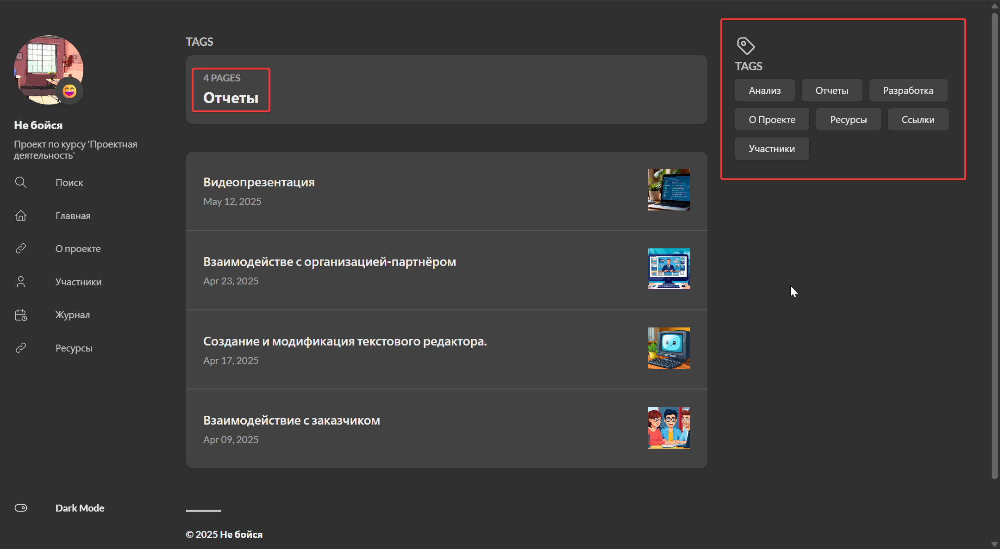 Не бойся
Проект по курсу 'Проектная
деятельность'
Поиск
Главная
О проекте
Участники
Журнал
Ресурсы
Dark Mode
TAGS
4 PAGES
Отчеты
Видеопрезентация
May 12, 2025
Взаимодействе с организацией-партнёром
Apr 23, 2025
Создание и модификация текстового редактора.
Apr 17, 2025
Взаимодействие с заказчиком
Apr 09, 2025
© 2025 Не бойся
TAGS
Анализ Отчеты Разработка
О Проекте Ресурсы Ссылки
Участники